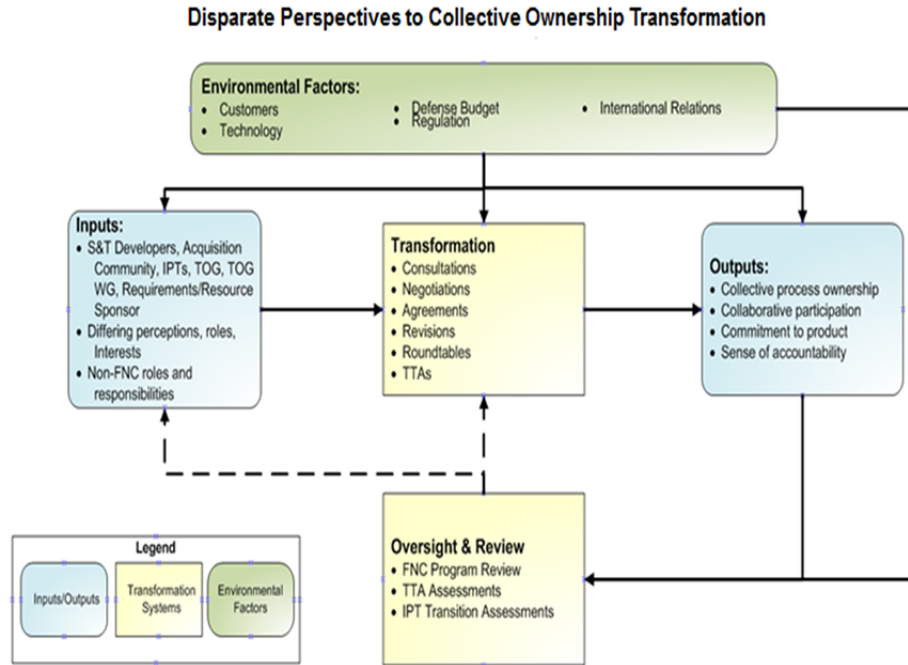 Disparate Perspectives to Collective Ownership Transformation
Environmental Factors:
• Customers
• Technology
• Defense Budget
• Regulation
• International Relations
Inputs:
• S&T Developers, Acquisition
Community, IPTs, TOG, TOG
WG, Requirements/Resource
Sponsor
• Differing perceptions, roles,
Interests
• Non-FNC roles and
responsibilities
Transformation
• Consultations
• Negotiations
• Agreements
• Revisions
• Roundtables
• TTAs
Outputs:
• Collective process ownership
• Collaborative participation
• Commitment to product
• Sense of accountability
Oversight & Review
• FNC Program Review
• TTA Assessments
• IPT Transition Assessments
Legend
Inputs/Outputs
Transformation
Systems
Environmental
Factors